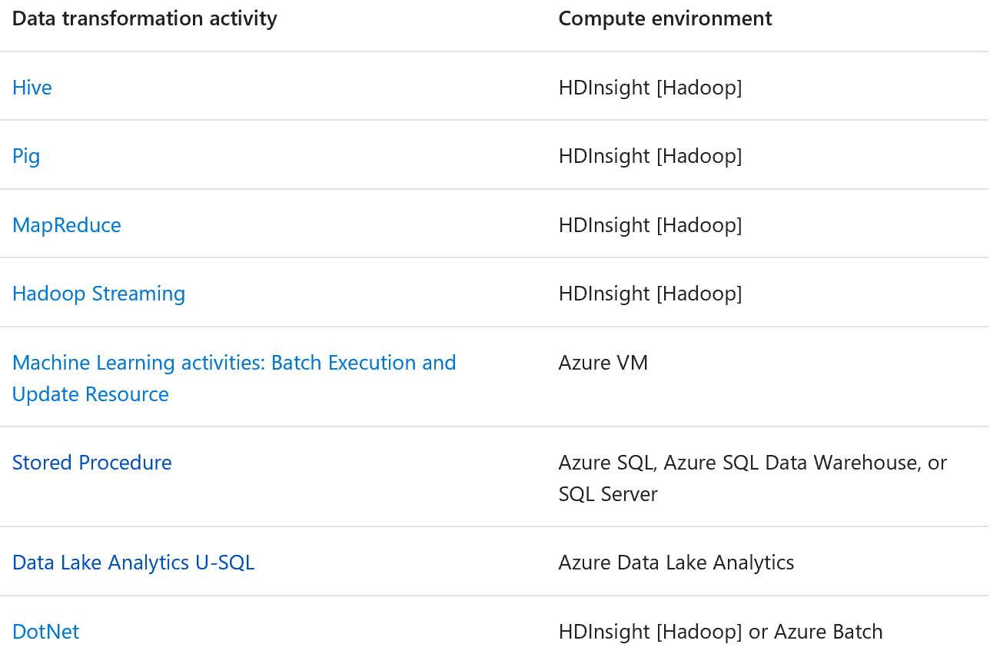 Data transformation activity Compute environment
Hive HDInsight [Hadoop]
Pig HDInsight [Hadoop]
MapReduce HDInsight [Hadoop]
Hadoop Streaming HDInsight [Hadoop]
Machine Learning activities: Batch Execution and Azure VM
Update Resource
Stored Procedure Azure SQL, Azure SQL Data Warehouse, or
SQL Server
Data Lake Analytics U-SQL Azure Data Lake Analytics
DotNet HDInsight [Hadoop] or Azure Batch